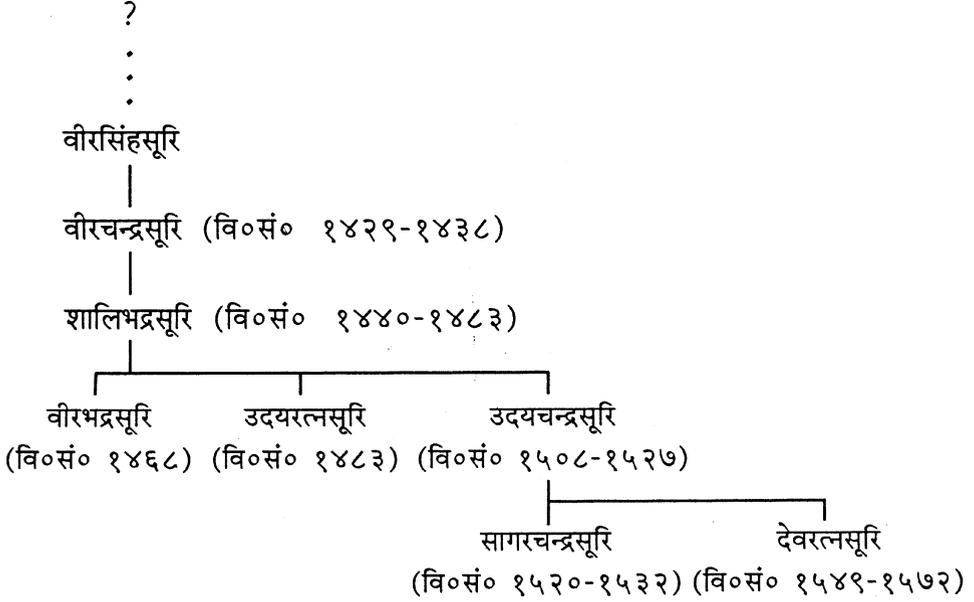 ?
वीरसिंहसूरि
वीरचन्द्रसूरि (वि०सं० १४२९-१४३८)
शालिभद्रसूरि (वि०सं० १४४०-१४८३)
वीरभद्रसूरि उदयरत्नसूरि उदयचन्द्रसूरि
(वि०सं० १४६८) (वि०सं० १४८३) (वि०सं० १५०८-१५२७)
सागरचन्द्रसूरि देवरत्नसूरि
(वि०सं० १५२०-१५३२) (वि०सं० १५४९-१५७२)